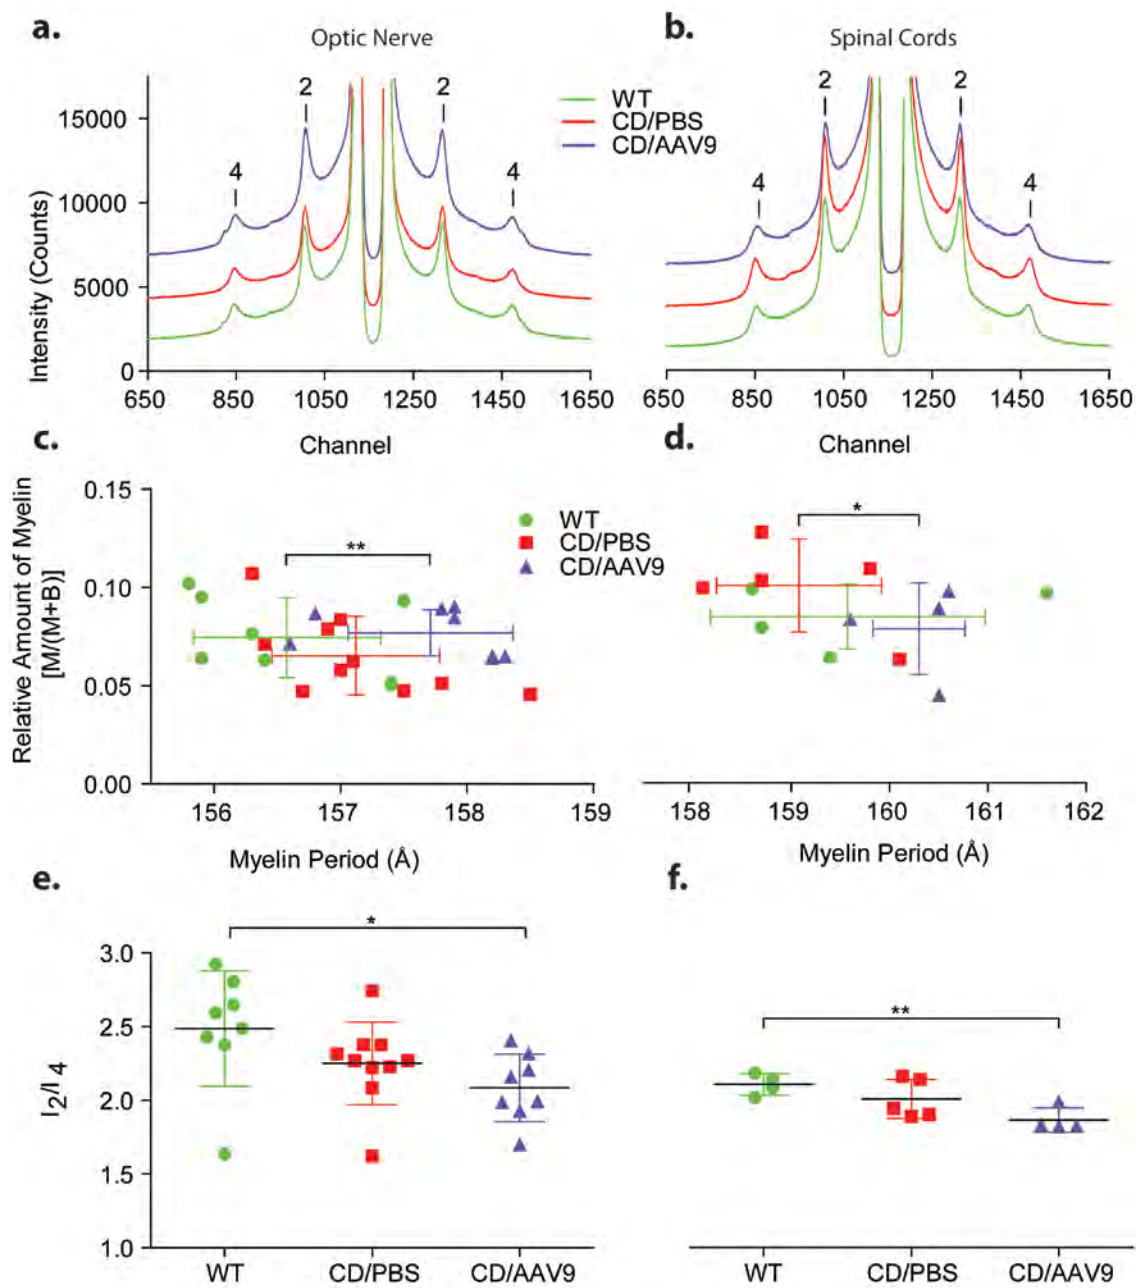 a.
Optic Nerve
b.
Spinal Cords
2 2
4 4
WT
CD/PBS
CD/AAV9
2 2
4 4
Intensity (Counts)
15000
10000
5000
0
650 850 1050 1250 1450 1650
650 850 1050 1250 1450 1650
Channel
Channel
c.
d.
Relative Amount of Myelin
[M/(M+B)]
0.15
0.10
0.05
0.00
**
WT
CD/PBS
CD/AAV9
*
156 157 158 159
158 159 160 161 162
Myelin Period (Å)
Myelin Period (Å)
e.
f.
I2/I4
3.0
2.5
2.0
1.5
1.0
*
**
WT CD/PBS CD/AAV9
WT CD/PBS CD/AAV9